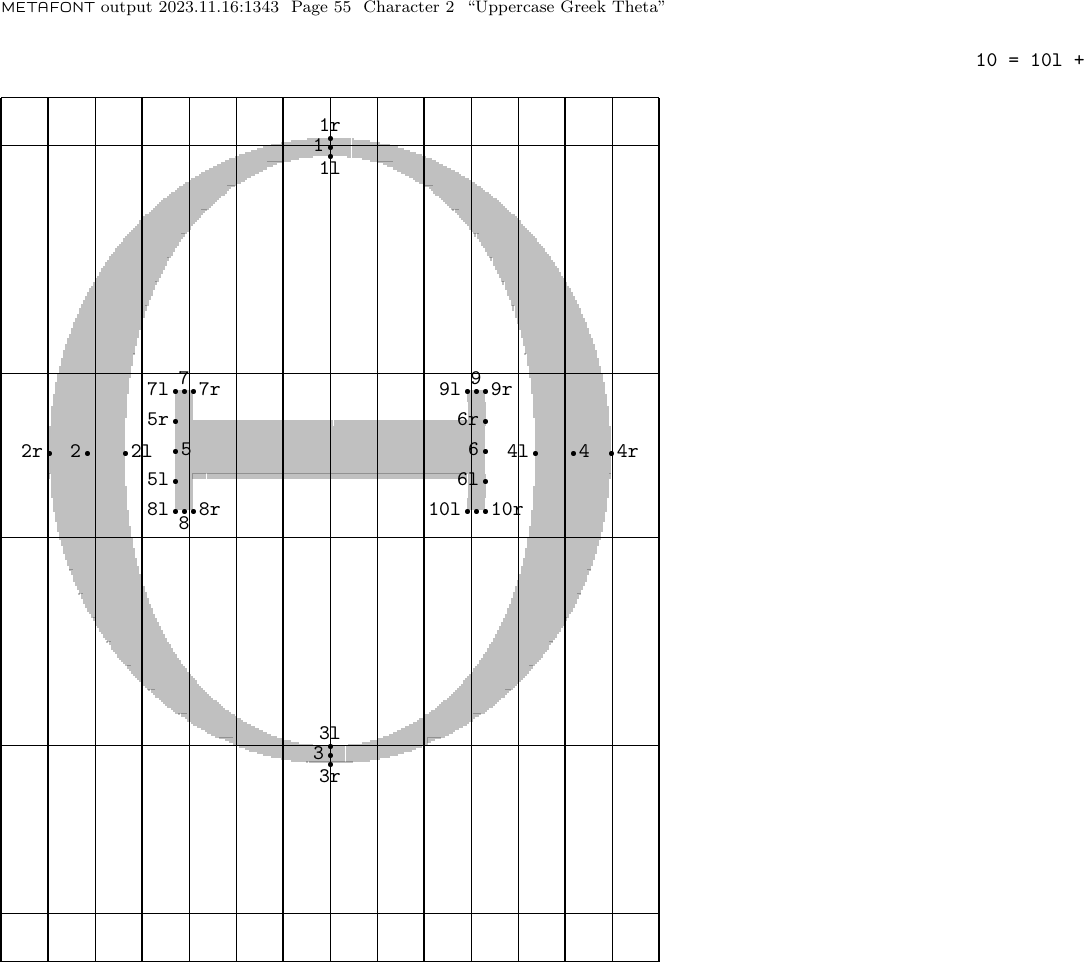 METAFONT output 2023.11.16:1343 Page 55 Character 2 “Uppercase Greek Theta”
10 = 10l +
1r
1
1l
7 9
7l 7r 9l 9r
5r 6r
2r 2 2l 5 6 4l 4 4r
5l 6l
8l 8r 10l 10r
8
3l
3
3r